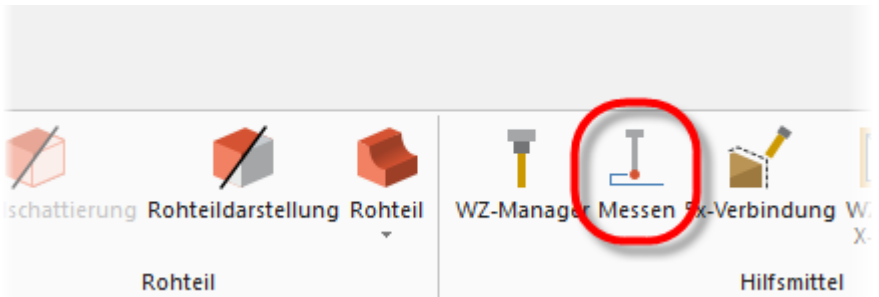 schattierung Rohteildarstellung Rohteil WZ-Manager Messen 5x-Verbindung
Rohteil Hilfsmittel